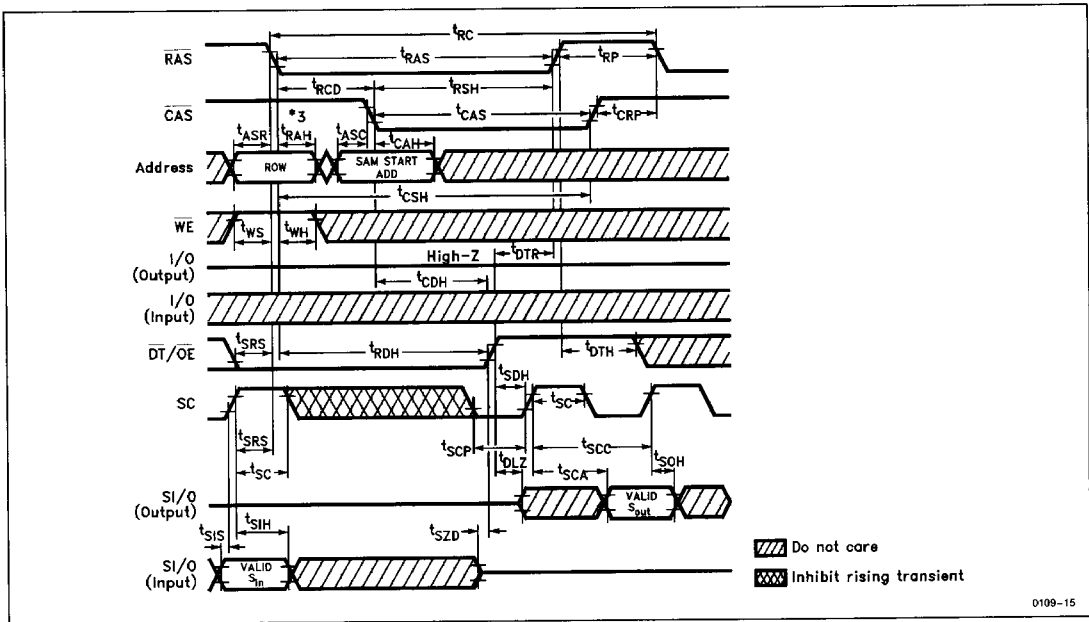 tRC
RAS
tRAS
tRP
tRCD
tRSH
CAS
*3
tCAS
tCRP
tASR
tRAH
tASC
tCAH
Address
ROW
SAM START
ADD
tCSH
WE
tWS
tWH
I/O
(Output)
High-Z
tDTR
tCDH
I/O
(Input)
DT/OE
tSRS
tRDH
tDTH
tSDH
SC
tSC
tSRS
tSCP
tSCC
tSC
tDLZ
tSCA
tSOH
SI/O
(Output)
VALID
Sout
tSIS
tSIH
tSZD
SI/O
(Input)
VALID
Sin
Do not care
Inhibit rising transient
0109-15